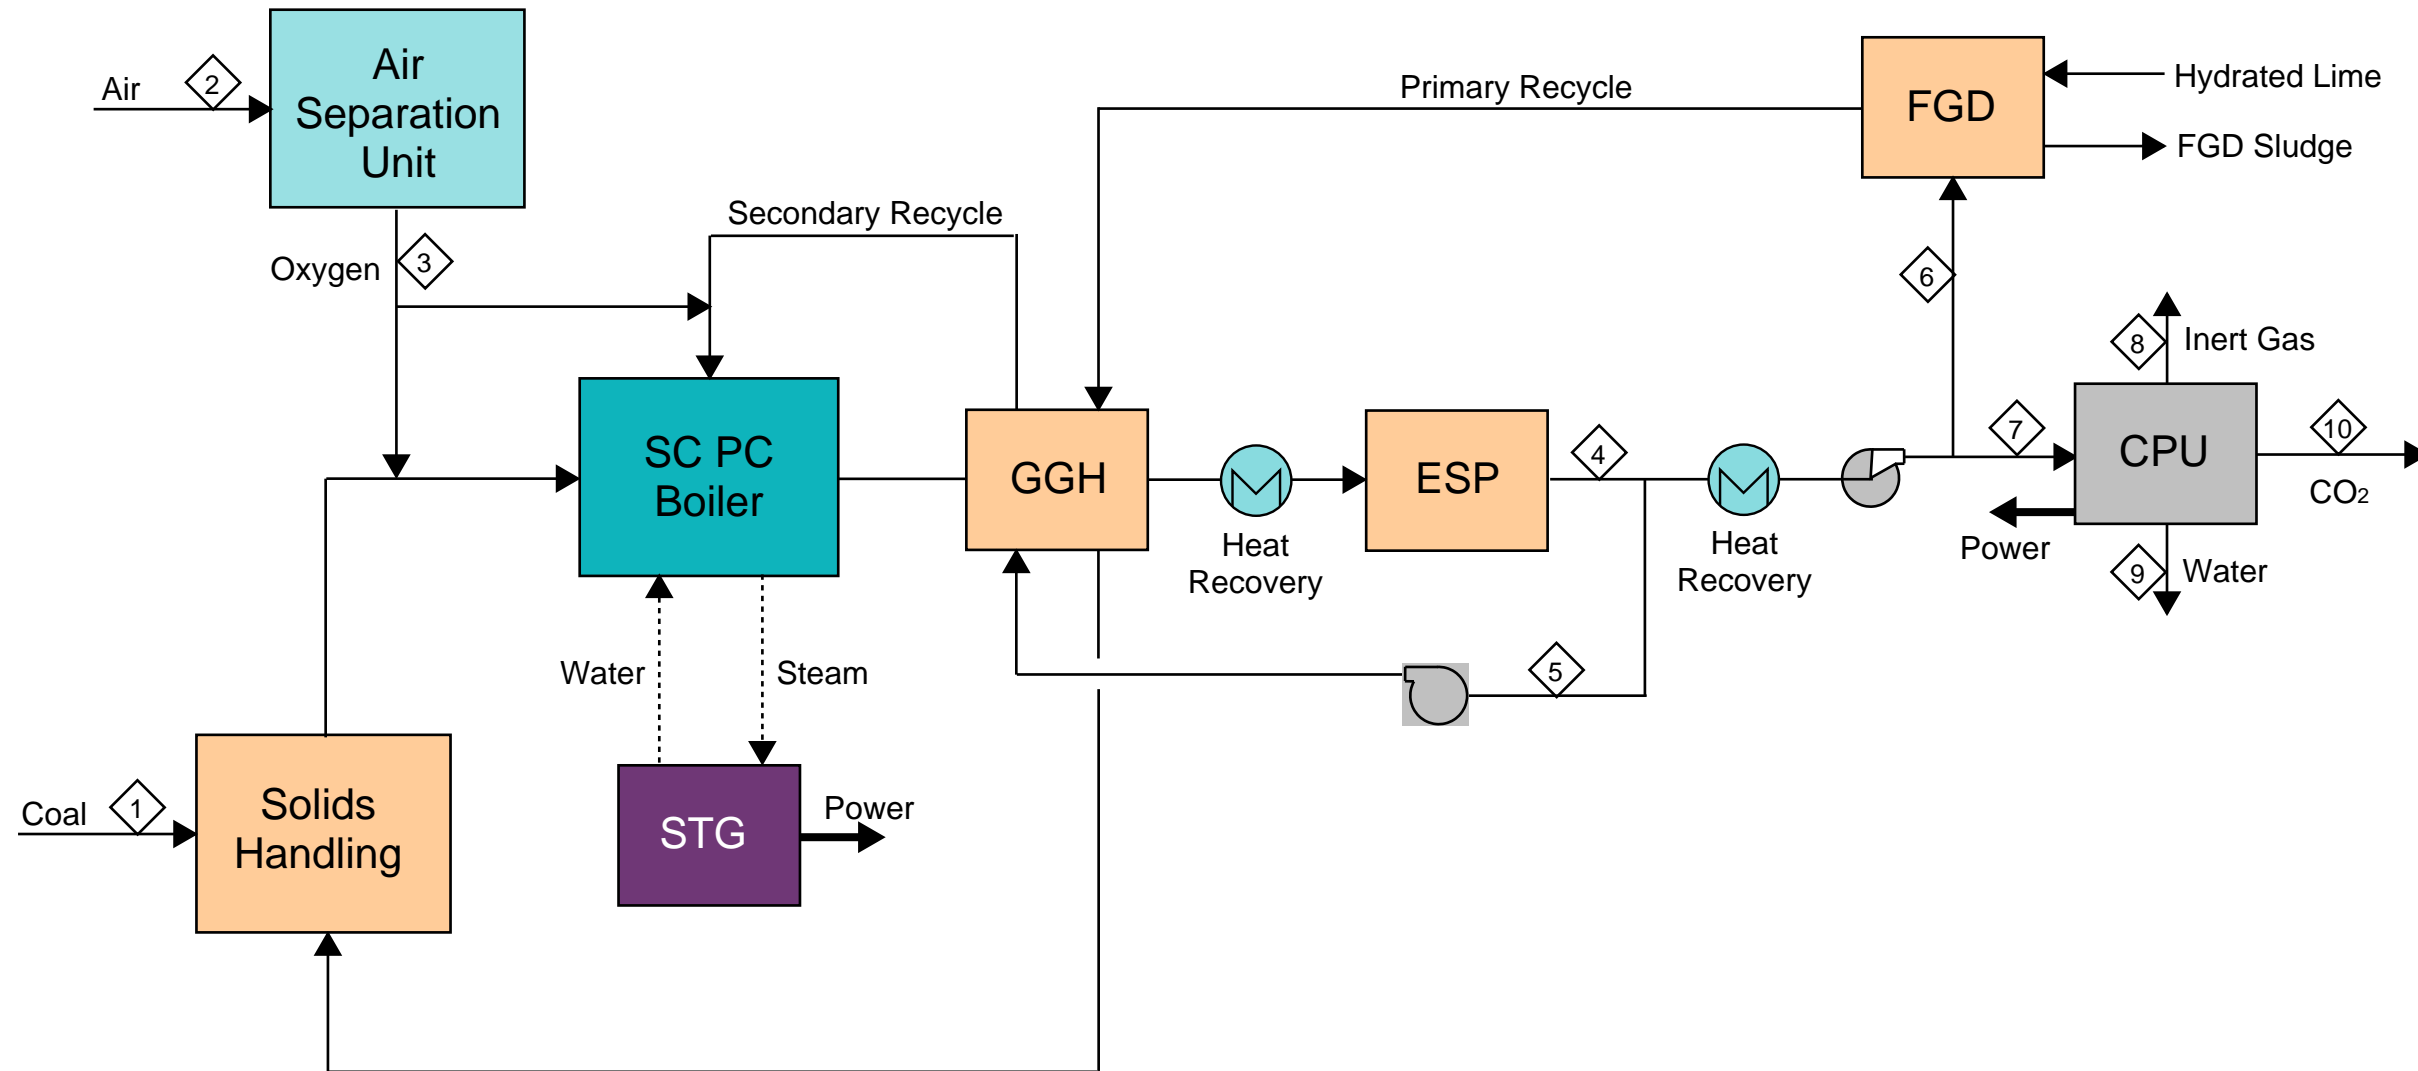 Air
2
Air
Separation
Unit
Primary Recycle
FGD
Hydrated Lime
FGD Sludge
Secondary Recycle
Oxygen
3
6
8
Inert Gas
SC PC
Boiler
GGH
Heat
Recovery
ESP
4
Heat
Recovery
7
CPU
10
CO2
Power
9
Water
Water
Steam
5
Coal
1
Solids
Handling
STG
Power